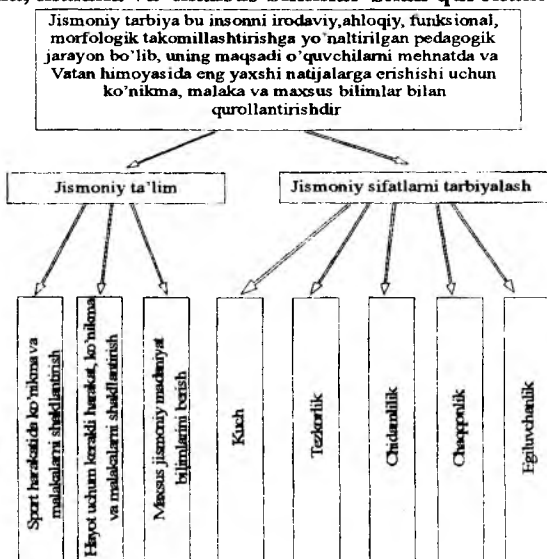 Jismoniy tarbiya bu insonni irodaviy,ahloqiy, funksional,
morfologik takomillashtirishga yo`naltirilgan pedagogik
jarayon bo`lib, uning maqsadi o`quvchilarni mehnatda va
Vatan himoyasida eng yaxshi natijalarga erishishi uchun
ko`nikma, malaka va maxsus bilimlar bilan
qurollantirishdir
Jismoniy ta`lim
Jismoniy sifatlarni tarbiyalash
Sport harakatida ko`nikma va
malakalarni shakllantirish
Hayot uchun kerakli harakat, ko`nikma
va malakalarni shakllantirish
Maxsus jismoniy madaniyat
bilimlarini berish
Kuch
Tezkorlik
Chidamlilik
Chaqqonlik
Egiluvchanlik